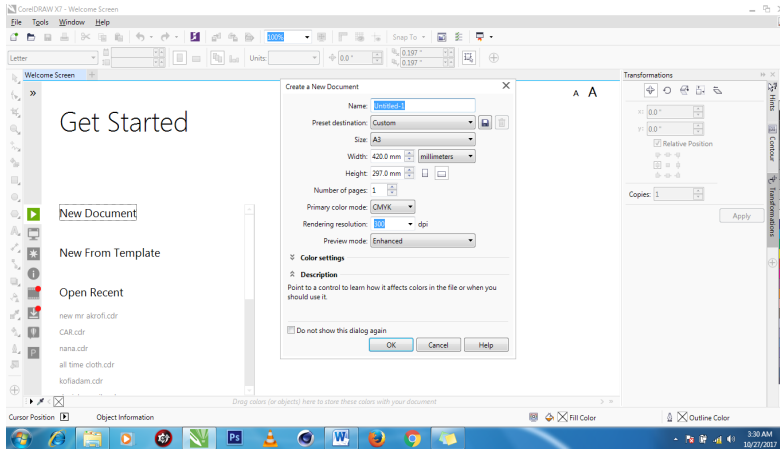 CorelDRAW X7 - Welcome Screen
File Tools Window Help
100% Snap To
Letter Units: 0.0 " 0.197 "
0.197 "
Welcome Screen +
Get Started
New Document
New From Template
Open Recent
new mr akrofi.cdr
CAR.cdr
nana.cdr
all time cloth.cdr
kofiadam.cdr
A A
Create a New Document
Name: Untitled-1
Preset destination: Custom
Size: A3
Width: 420.0 mm millimeters
Height: 297.0 mm
Number of pages: 1
Primary color mode: CMYK
Rendering resolution: 300 dpi
Preview mode: Enhanced
Color settings
Description
Point to a control to learn how it affects colors in the file or when you
should use it.
Do not show this dialog again
OK Cancel Help
Transformations
x: 0.0 "
y: 0.0 "
Relative Position
Copies: 1
Apply
Hints
Contour
Transformations
Drag colors (or objects) here to store these colors with your document
Cursor Position Object Information Fill Color Outline Color
Ps W
3:30 AM
10/27/2017